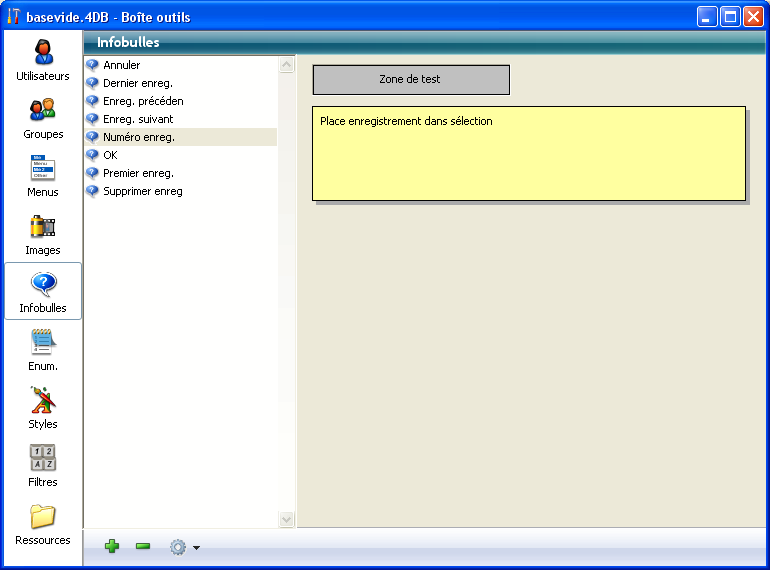 basevide.4DB - Boîte outils
Utilisateurs
Groupes
Menus
Images
Infobulles
Enum.
Styles
Filtres
Ressources
Infobulles
Annuler
Dernier enreg.
Enreg. précéden
Enreg. suivant
Numéro enreg.
OK
Premier enreg.
Supprimer enreg
Zone de test
Place enregistrement dans sélection